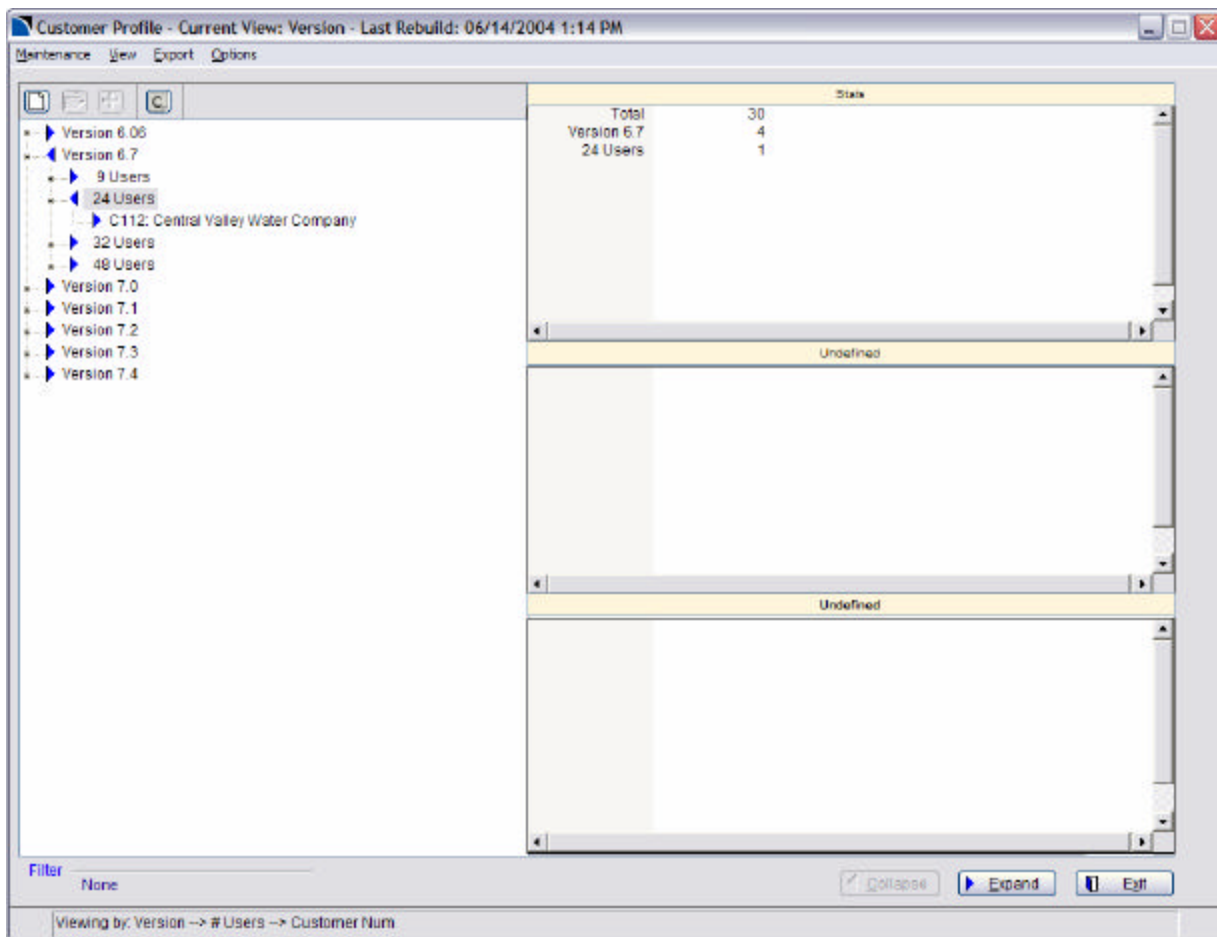 Customer Profile - Current View: Version - Last Rebuild: 06/14/2004 1:14 PM
Maintenance View Export Options
C
Version 6.06
Version 6.7
9 Users
24 Users
C112: Central Valley Water Company
32 Users
48 Users
Version 7.0
Version 7.1
Version 7.2
Version 7.3
Version 7.4
Stats
Total 30
Version 6.7 4
24 Users 1
Undefined
Undefined
Filter
None
Collapse Expand Exit
Viewing by: Version --> # Users --> Customer Num